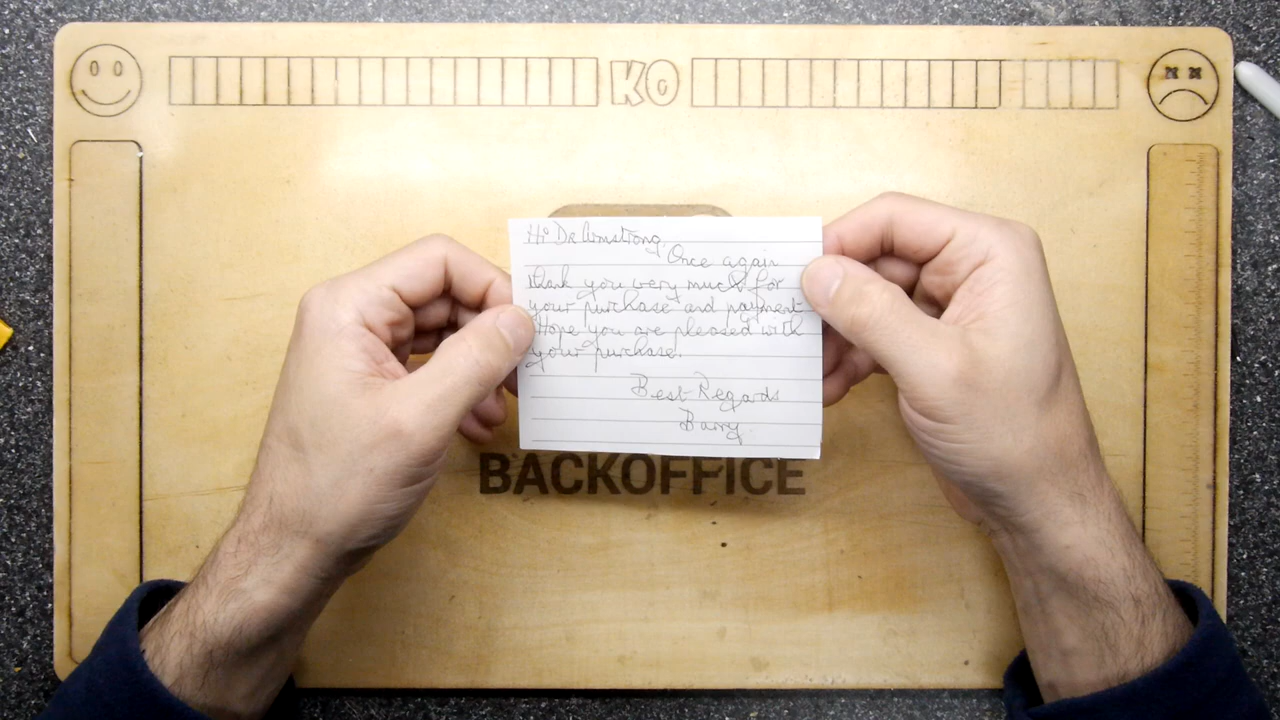 KO
Hi Dr Armstrong,
Once again
thank you very much for
your purchase and payment
Hope you are pleased with
your purchase.
Best Regards
Barry
BACKOFFICE